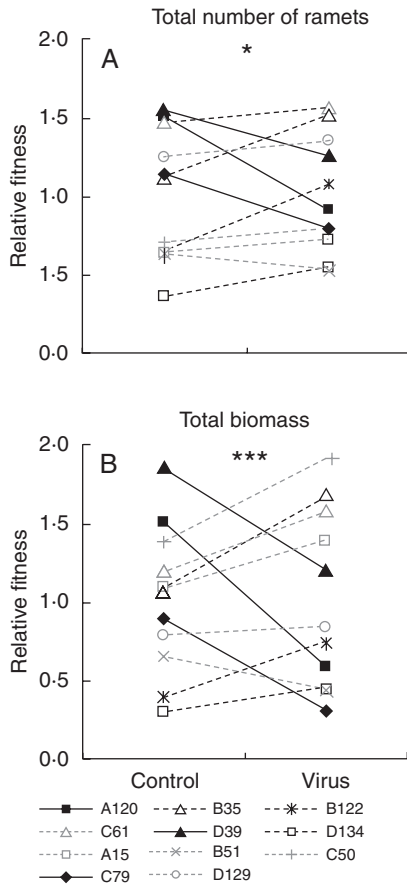 Total number of ramets
2·0
A
*
1·5
1·0
1·5
0·0
Relative fitness
Total biomass
2·0
B
***
1·5
1·0
0·5
0·0
Relative fitness
Control Virus
A120 B35 B122
C61 D39 D134
A15 B51 C50
C79 D129